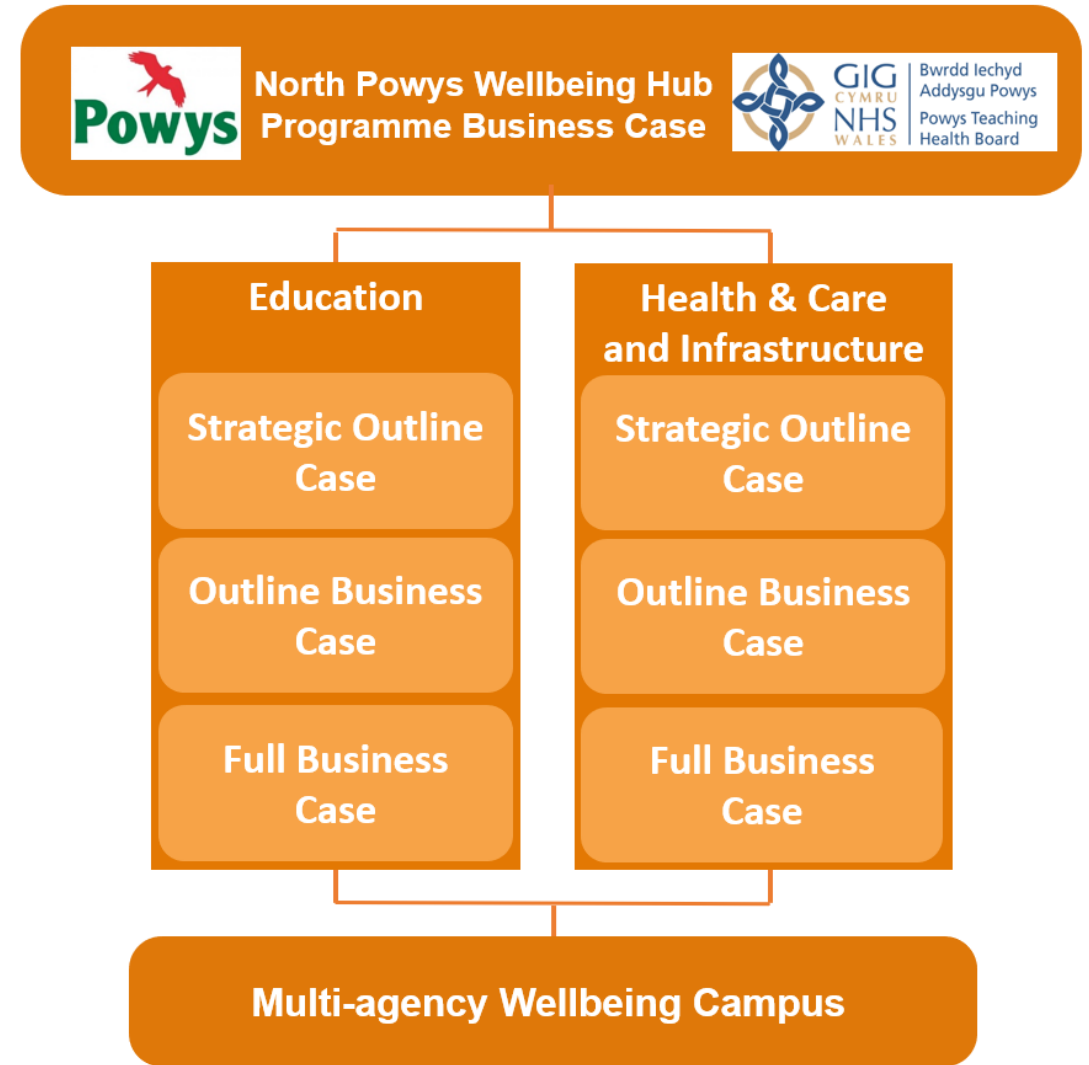 Powys
North Powys Wellbeing Hub
Programme Business Case
GIG
CYMRU
NHS
WALES
Bwrdd Iechyd
Addysgu Powys
Powys Teaching
Health Board
Education
Strategic Outline
Case
Outline Business
Case
Full Business
Case
Health & Care
and Infrastructure
Strategic Outline
Case
Outline Business
Case
Full Business
Case
Multi-agency Wellbeing Campus